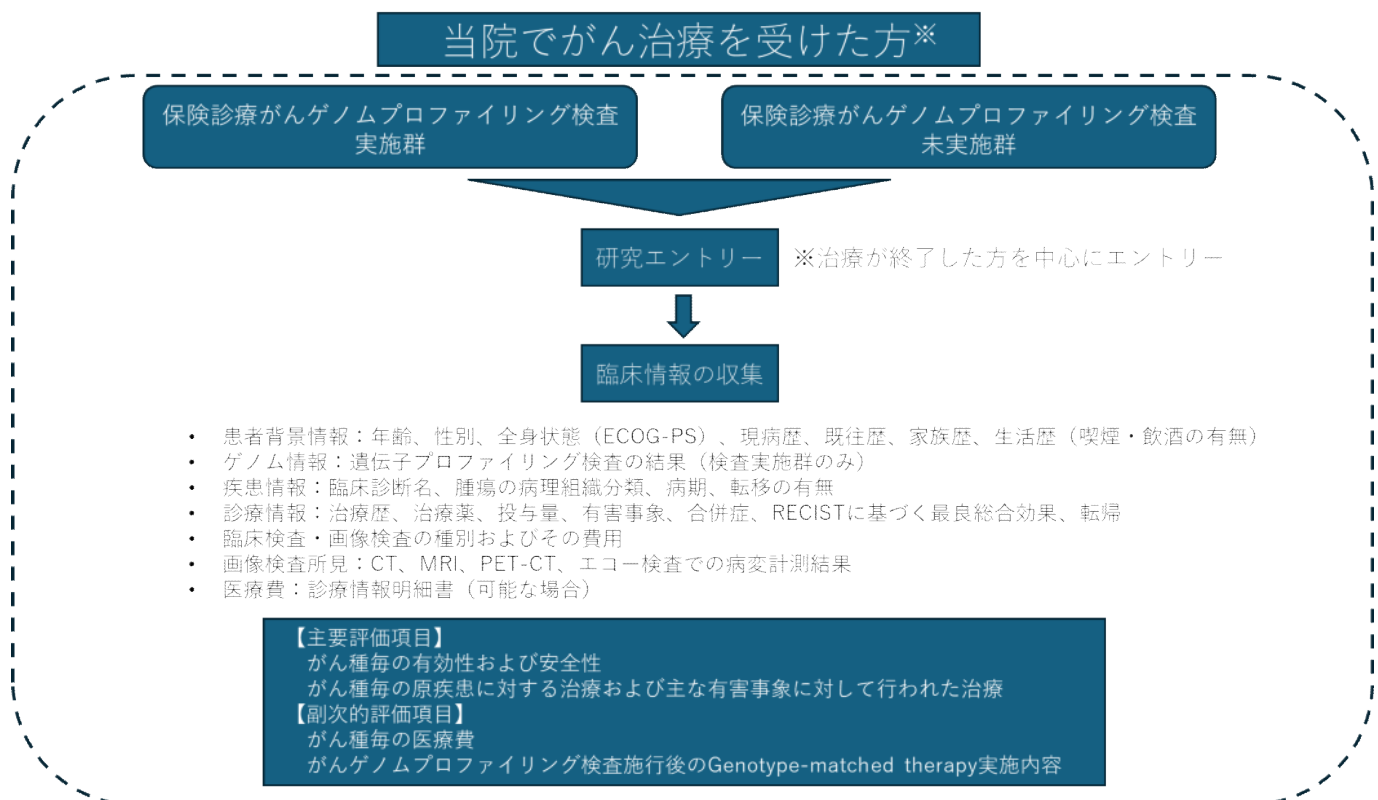 当院でがん治療を受けた方※
保険診療がんゲノムプロファイリング検査
実施群
保険診療がんゲノムプロファイリング検査
未実施群
研究エントリー
※治療が終了した方を中心にエントリー
臨床情報の収集
• 患者背景情報：年齢、性別、全身状態（ECOG-PS）、現病歴、既往歴、家族歴、生活歴（喫煙・飲酒の有無）
• ゲノム情報：遺伝子プロファイリング検査の結果（検査実施群のみ）
• 疾患情報：臨床診断名、腫瘍の病理組織分類、病期、転移の有無
• 診療情報：治療歴、治療薬、投与量、有害事象、合併症、RECISTに基づく最良総合効果、転帰
• 臨床検査・画像検査の種別およびその費用
• 画像検査所見：CT、MRI、PET-CT、エコー検査での病変計測結果
• 医療費：診療情報明細書（可能な場合）
【主要評価項目】
がん種毎の有効性および安全性
がん種毎の原疾患に対する治療および主な有害事象に対して行われた治療
【副次的評価項目】
がん種毎の医療費
がんゲノムプロファイリング検査施行後のGenotype-matched therapy実施内容